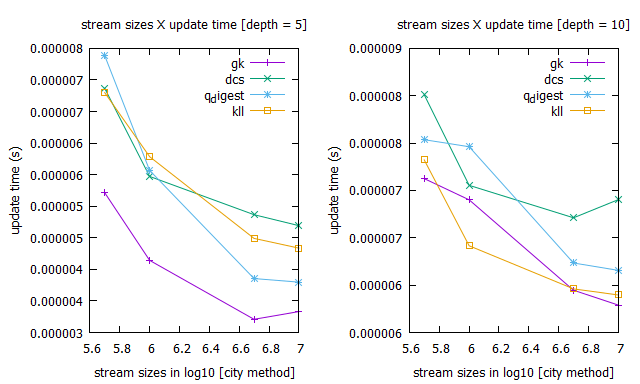 stream sizes X update time [depth = 5]
0.000008
0.000007
0.000007
0.000006
0.000006
0.000005
0.000005
0.000004
0.000004
0.000003
update time (s)
gk
dcs
q_digest
kll
5.6 5.8 6 6.2 6.4 6.6 6.8 7
stream sizes in log10 [city method]
stream sizes X update time [depth = 10]
0.000009
0.000008
0.000008
0.000007
0.000007
0.000006
0.000006
update time (s)
gk
dcs
q_digest
kll
5.6 5.8 6 6.2 6.4 6.6 6.8 7
stream sizes in log10 [city method]